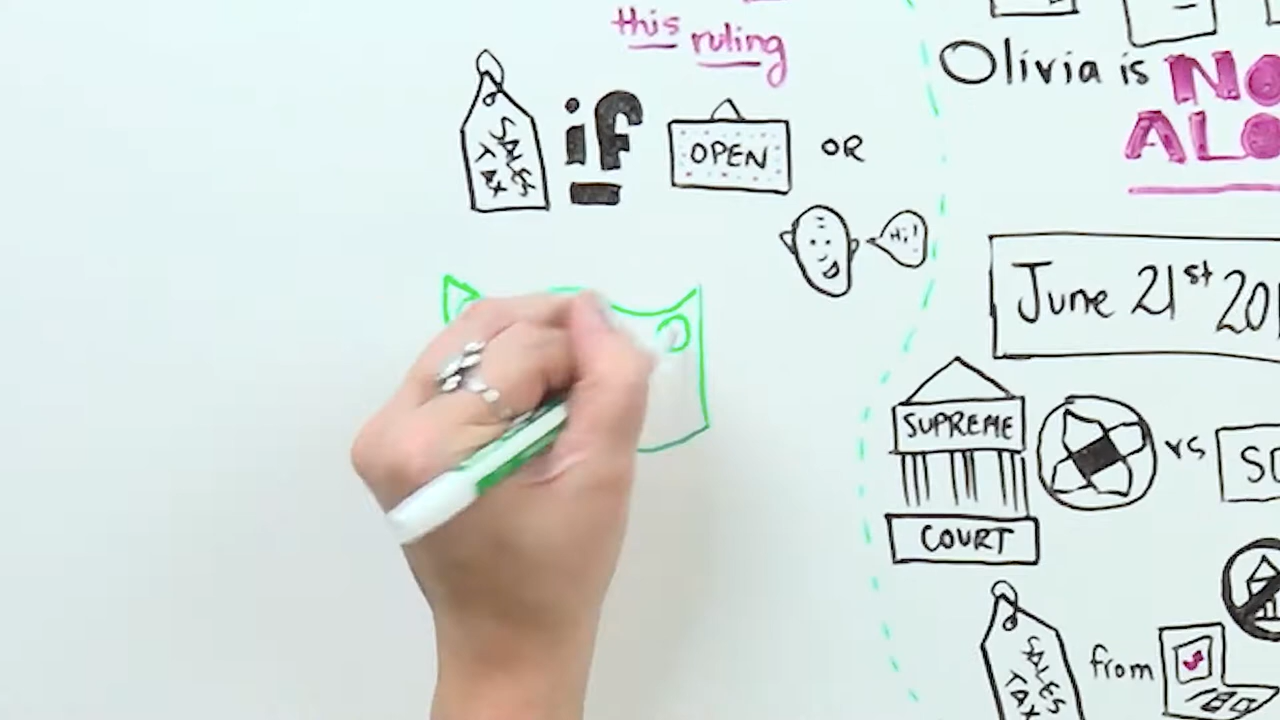 this ruling
SALES
TAX
if
OPEN
OR
Hi!
Olivia is
June 21st
SUPREME
COURT
vs
SALES
TAX
from